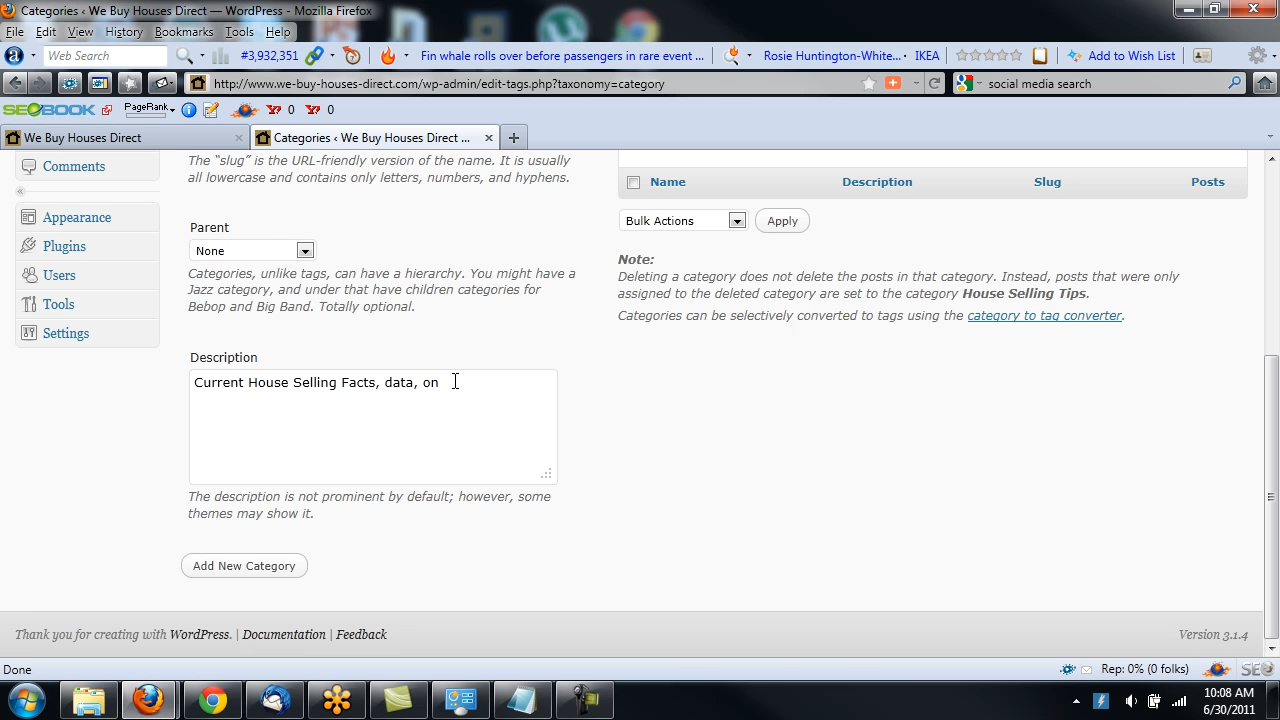 Categories ‹ We Buy Houses Direct — WordPress - Mozilla Firefox
File Edit View History Bookmarks Tools Help
Web Search #3,932,351 Fin whale rolls over before passengers in rare event ... Rosie Huntington-White... IKEA Add to Wish List
http://www.we-buy-houses-direct.com/wp-admin/edit-tags.php?taxonomy=category social media search
SEOBOOK PageRank 0 0
We Buy Houses Direct Categories ‹ We Buy Houses Direct ...
Comments
Appearance
Plugins
Users
Tools
Settings
The “slug” is the URL-friendly version of the name. It is usually
all lowercase and contains only letters, numbers, and hyphens.
Parent
None
Categories, unlike tags, can have a hierarchy. You might have a
Jazz category, and under that have children categories for
Bebop and Big Band. Totally optional.
Description
Current House Selling Facts, data, on
The description is not prominent by default; however, some
themes may show it.
Add New Category
Name Description Slug Posts
Bulk Actions Apply
Note:
Deleting a category does not delete the posts in that category. Instead, posts that were only
assigned to the deleted category are set to the category House Selling Tips.
Categories can be selectively converted to tags using the category to tag converter.
Thank you for creating with WordPress. | Documentation | Feedback Version 3.1.4
Done Rep: 0% (0 folks) SEO
10:08 AM
6/30/2011